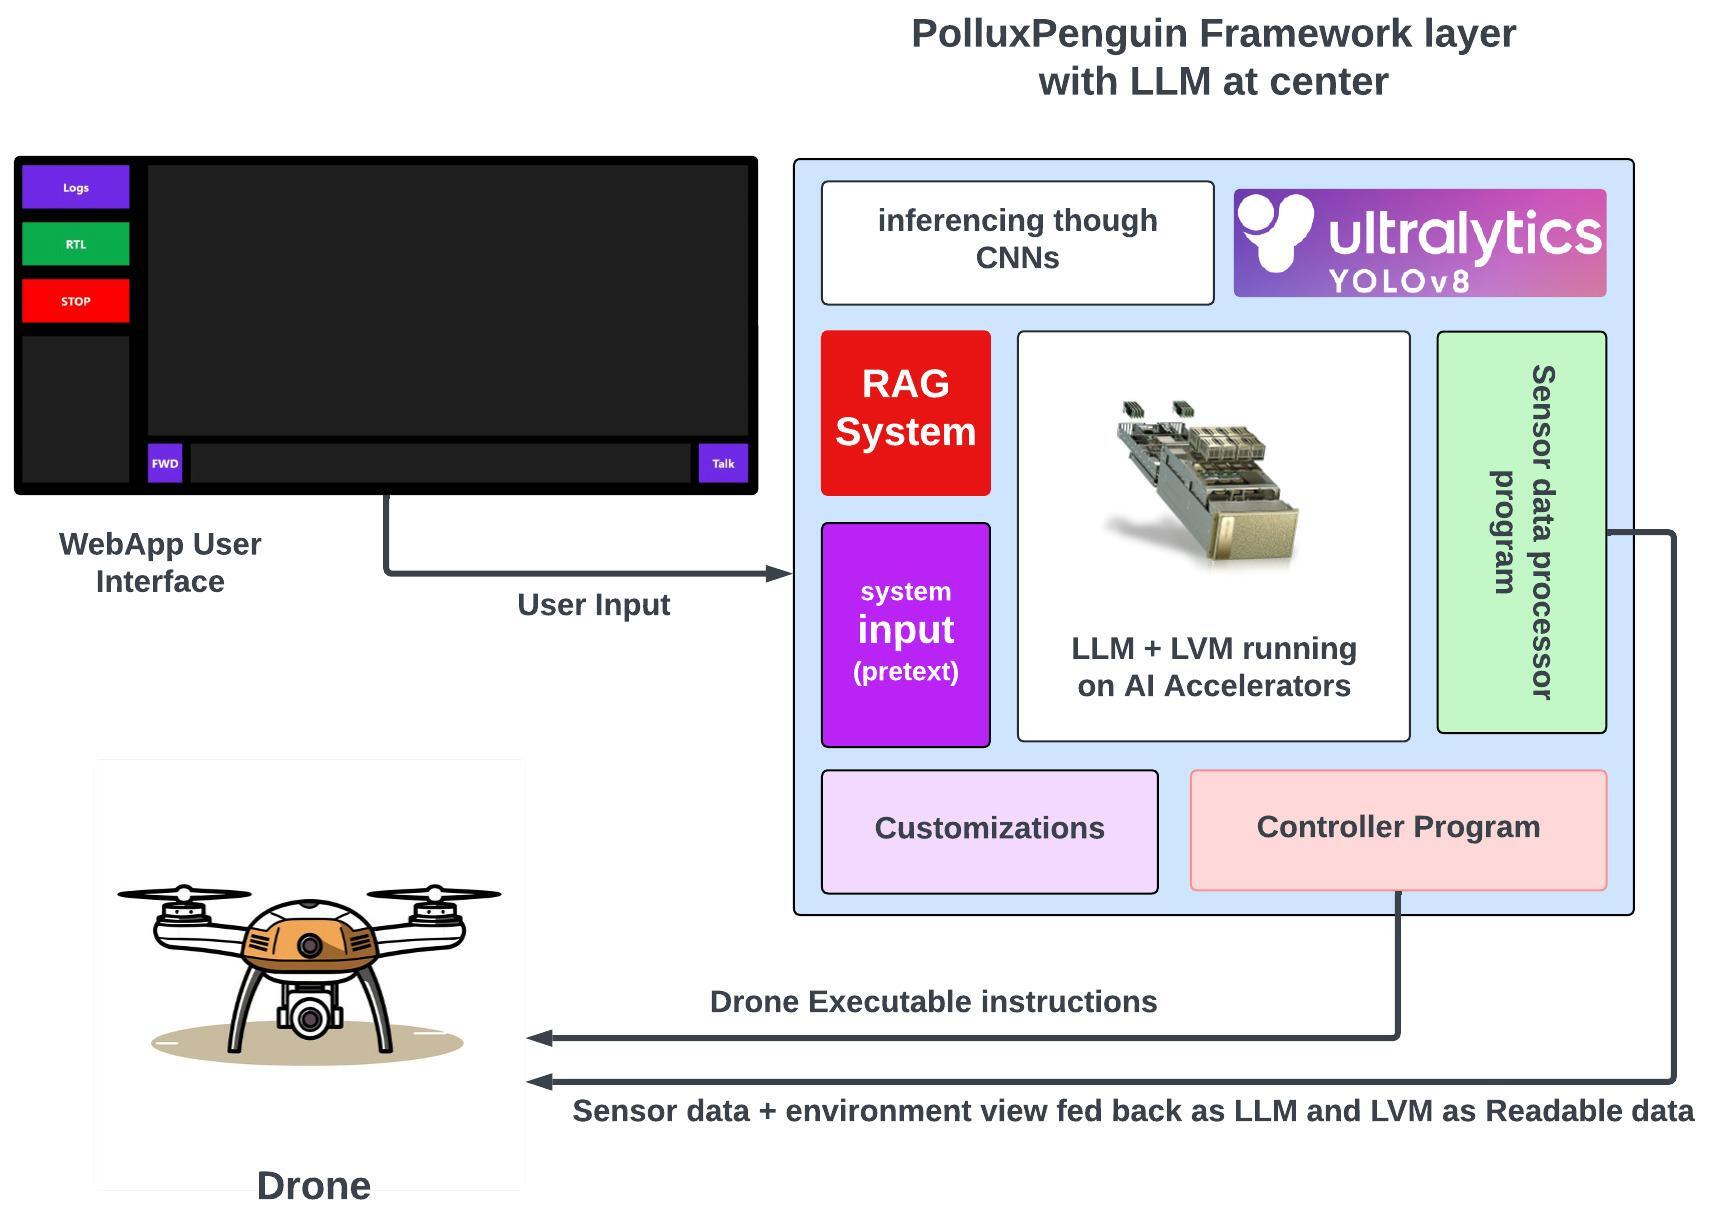 PolluxPenguin Framework layer
with LLM at center
Logs
RTL
STOP
FWD
Talk
WebApp User
Interface
User Input
inferencing though
CNNs
ultralytics
YOLOv8
RAG
System
system
input
(pretext)
LLM + LVM running
on AI Accelerators
Sensor data processor
program
Customizations
Controller Program
Drone Executable instructions
Sensor data + environment view fed back as LLM and LVM as Readable data
Drone